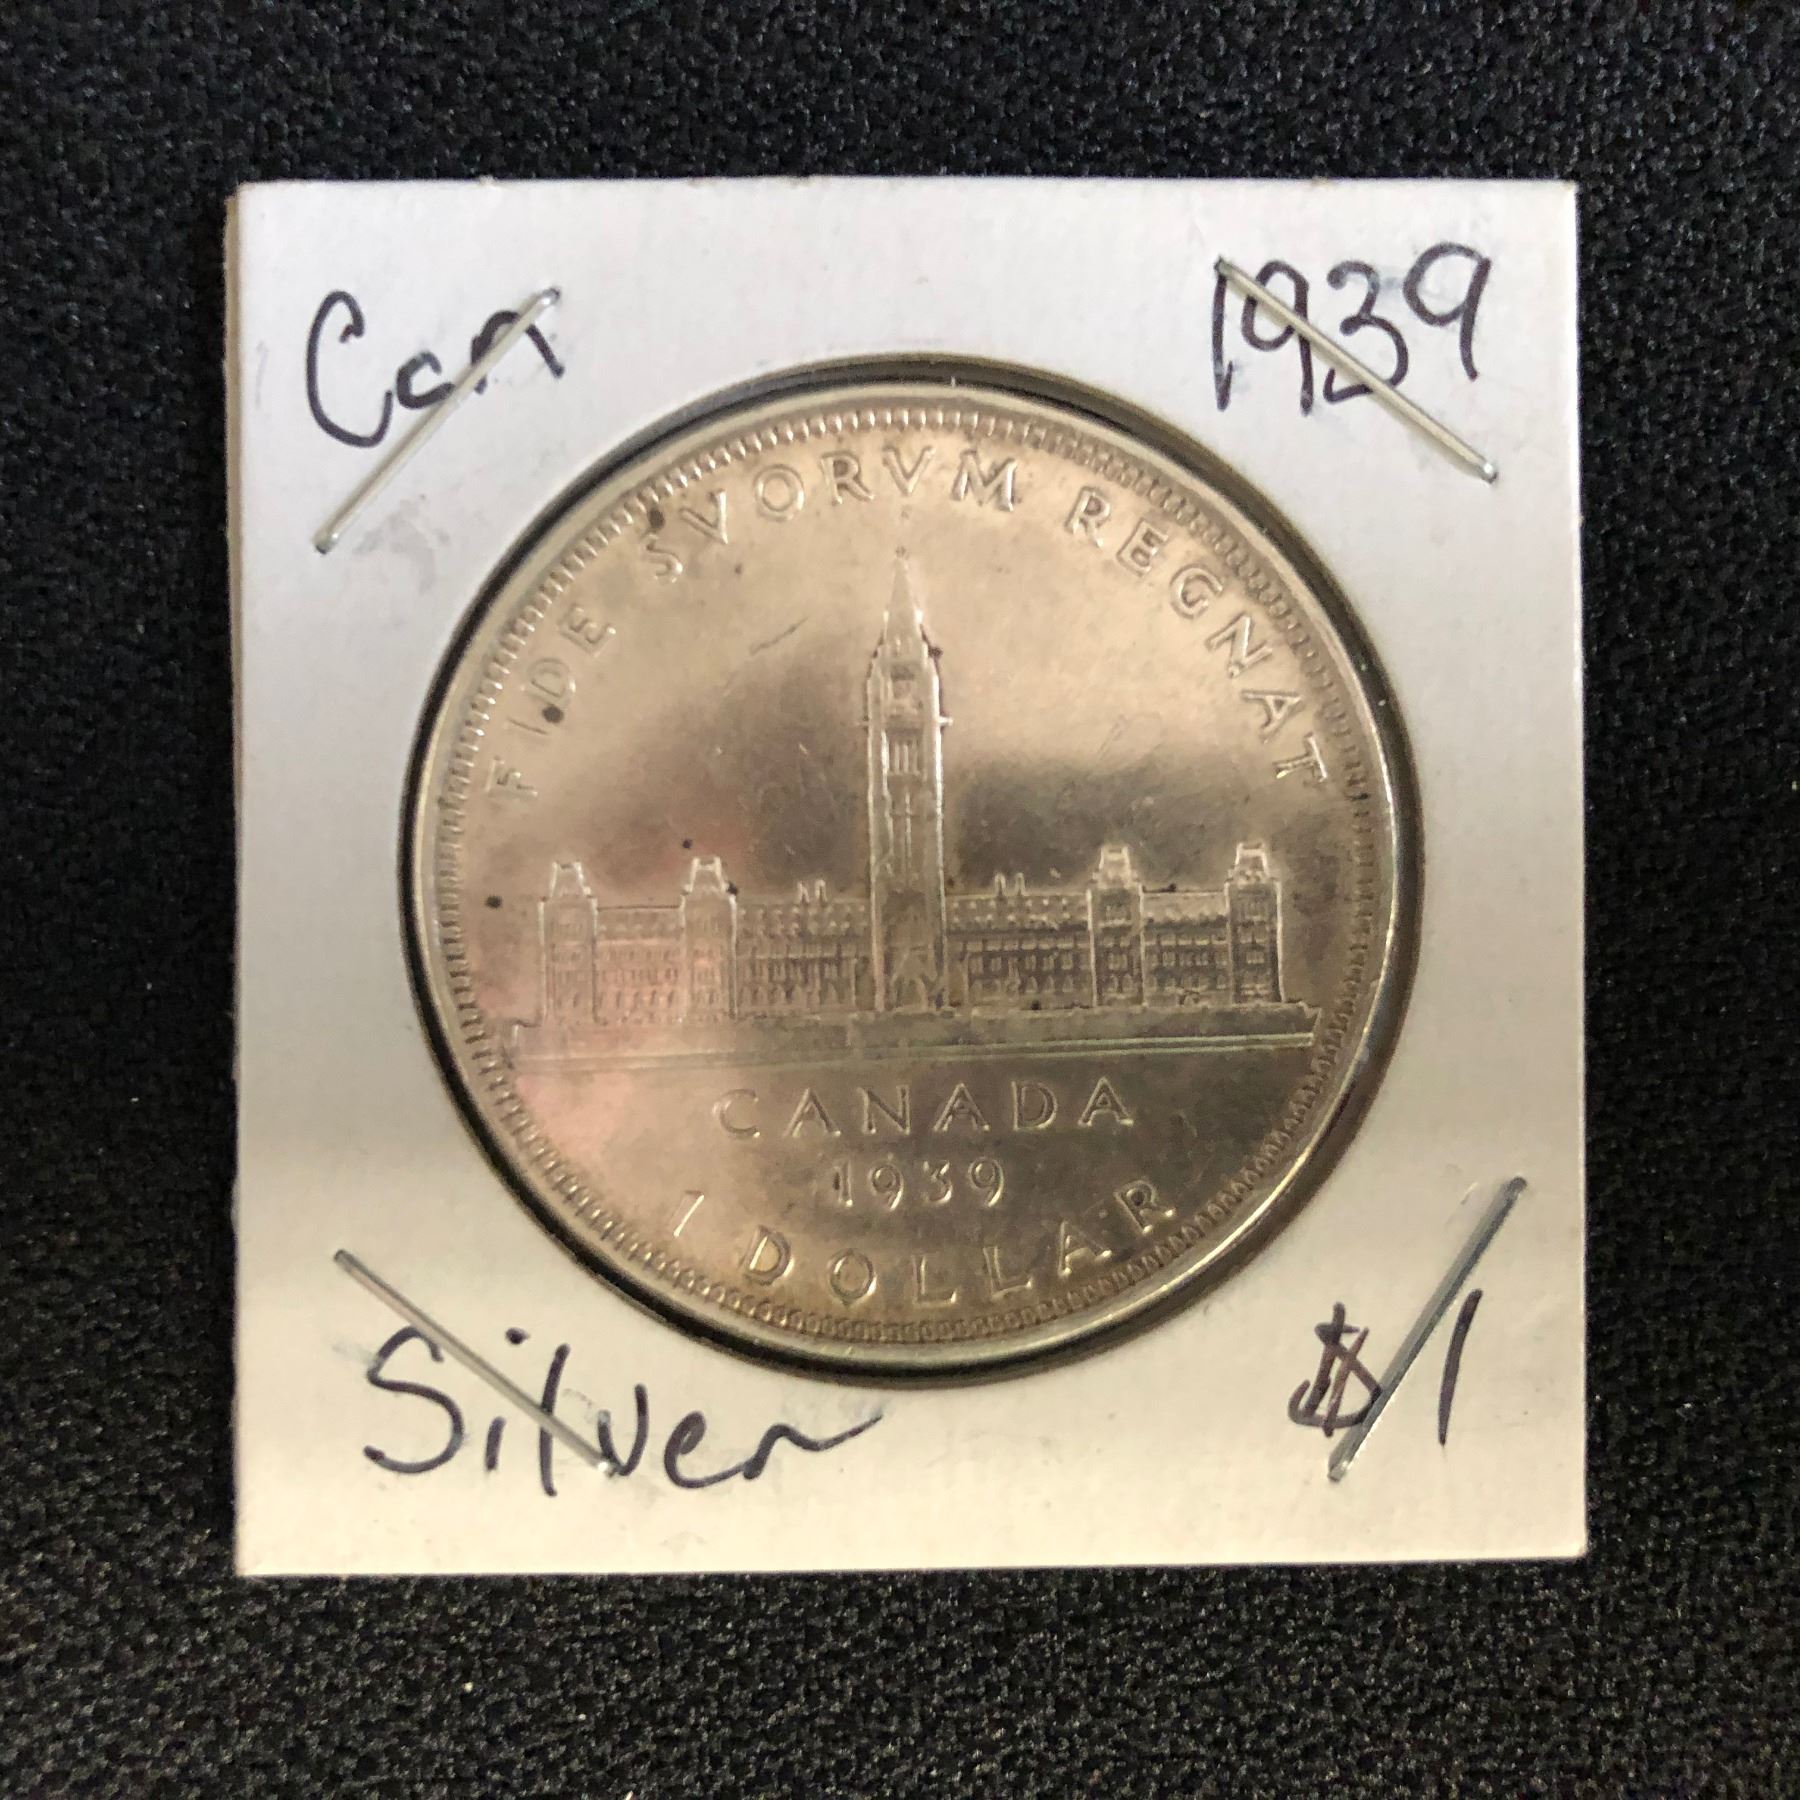 Can
1939
FIDE SVORVM REGNAT
CANADA
1939
1 DOLLAR
Silver
$1